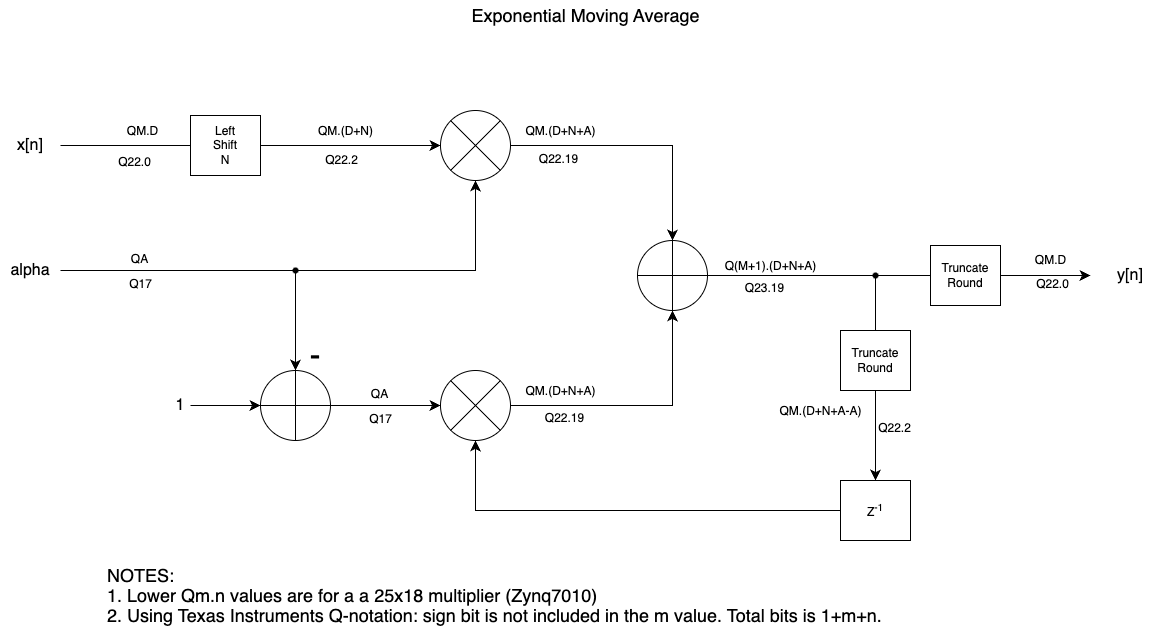 Exponential Moving Average
x[n]
QM.D
Q22.0
Left
Shift
N
QM.(D+N)
Q22.2
QM.(D+N+A)
Q22.19
alpha
QA
Q17
Q(M+1).(D+N+A)
Q23.19
Truncate
Round
QM.D
Q22.0
y[n]
Truncate
Round
-
1
QA
Q17
QM.(D+N+A)
Q22.19
QM.(D+N+A-A)
Q22.2
Z-1
NOTES:
1. Lower Qm.n values are for a a 25x18 multiplier (Zynq7010)
2. Using Texas Instruments Q-notation: sign bit is not included in the m value. Total bits is 1+m+n.